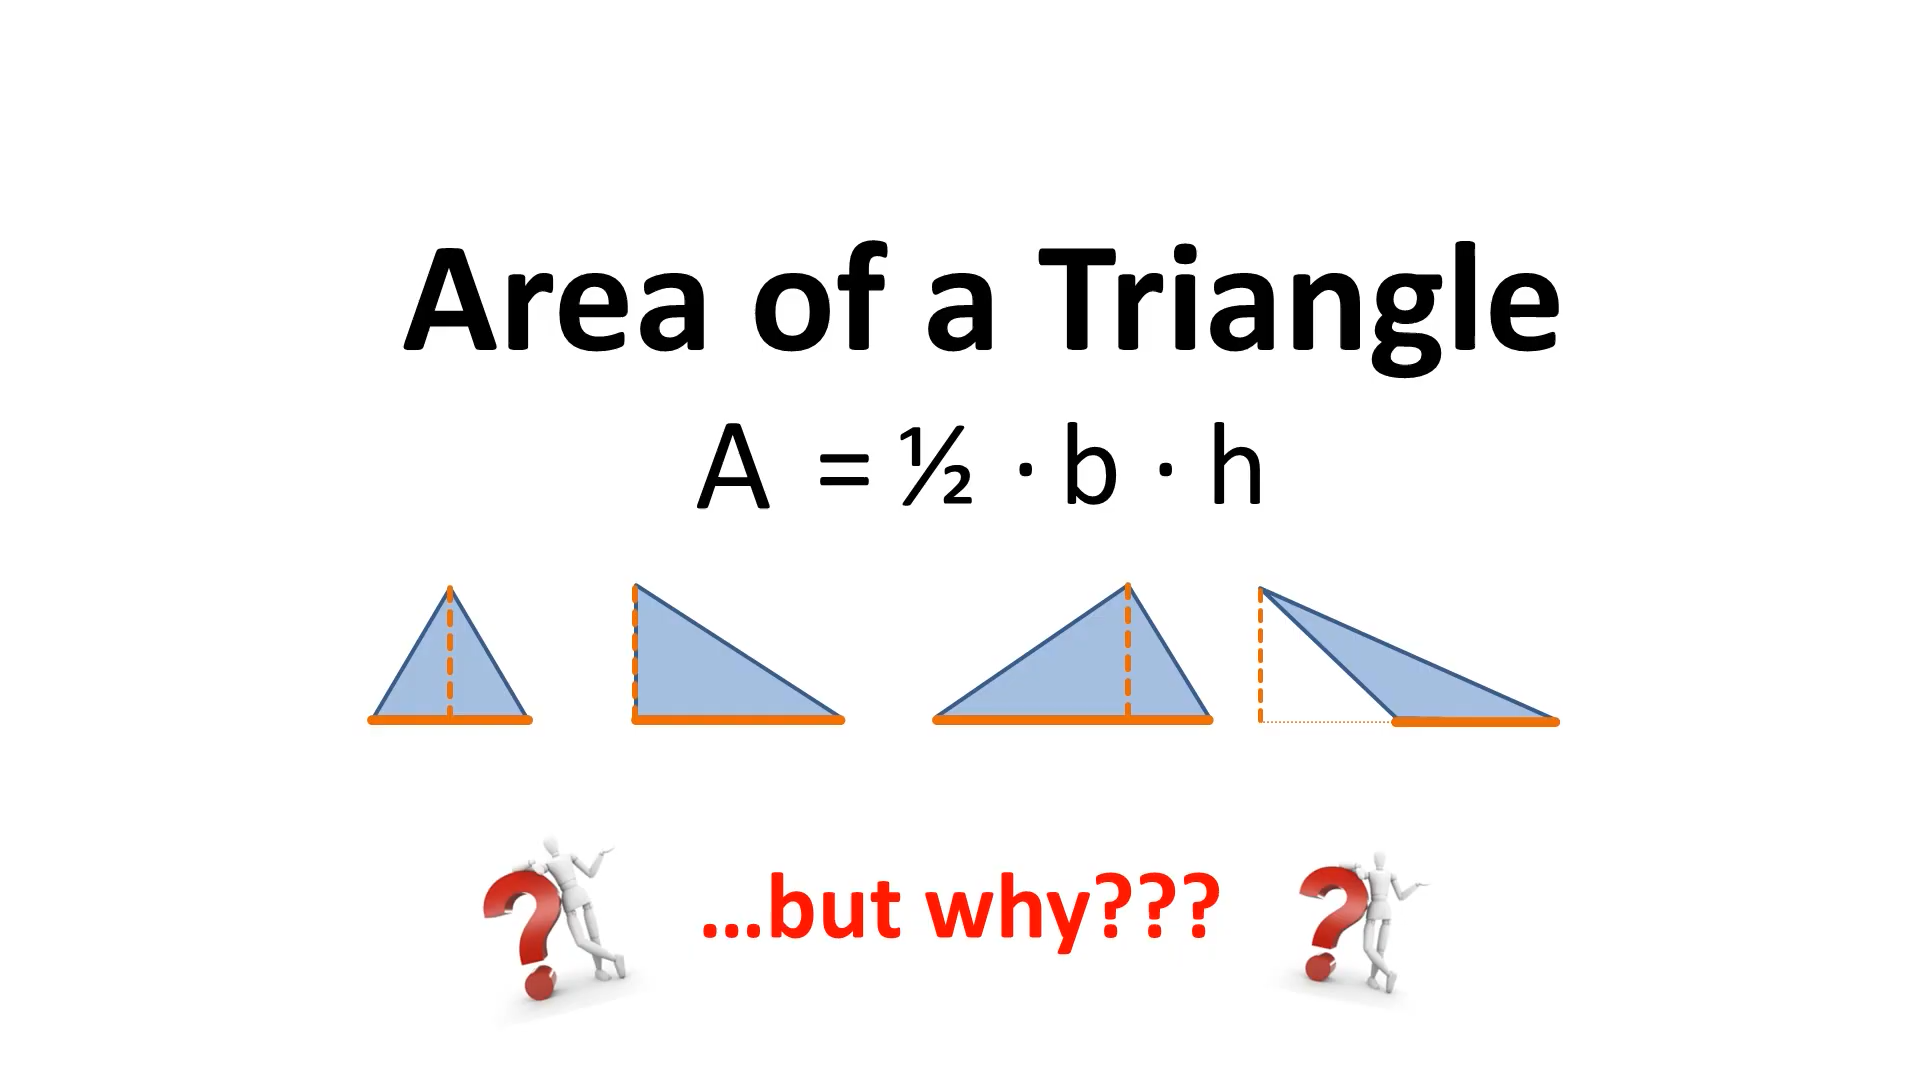 Area of a Triangle
A = ½ · b · h
...but why???